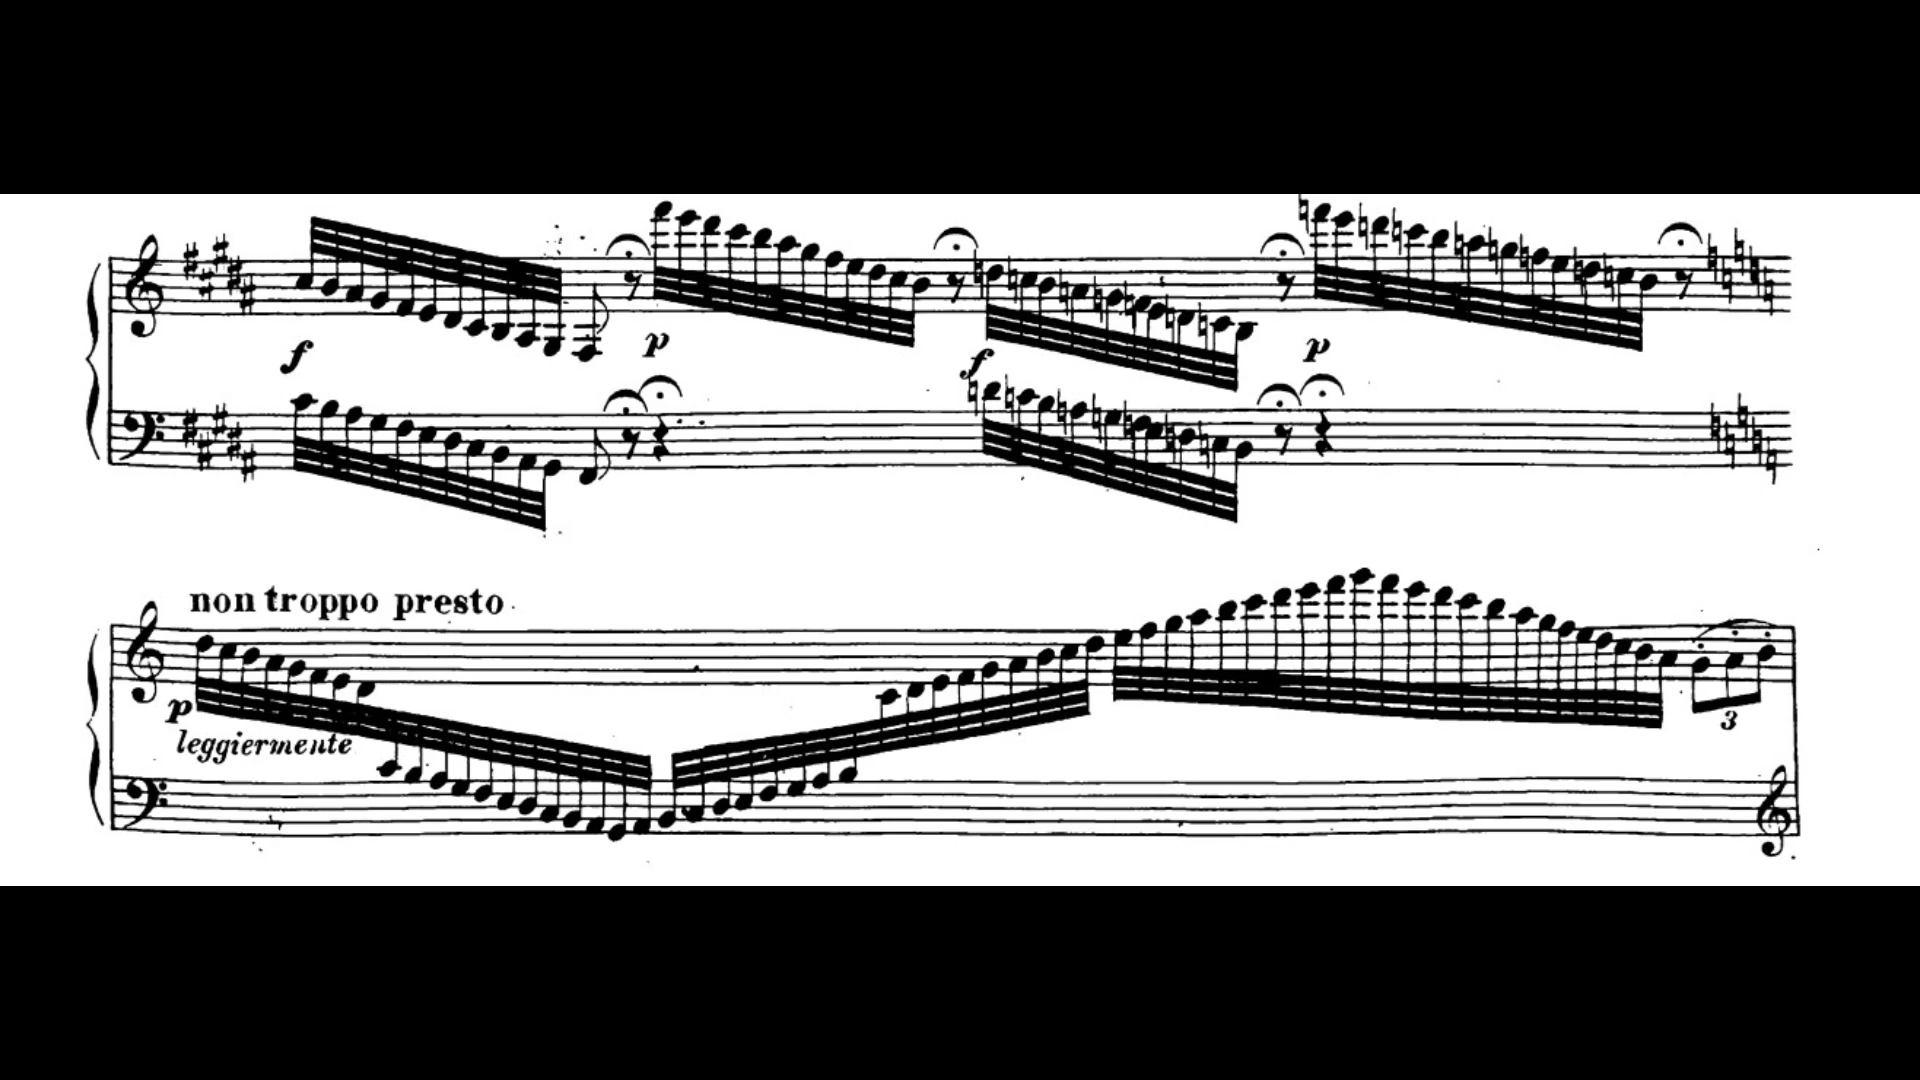 f p f p
non troppo presto
p
leggiermente
3